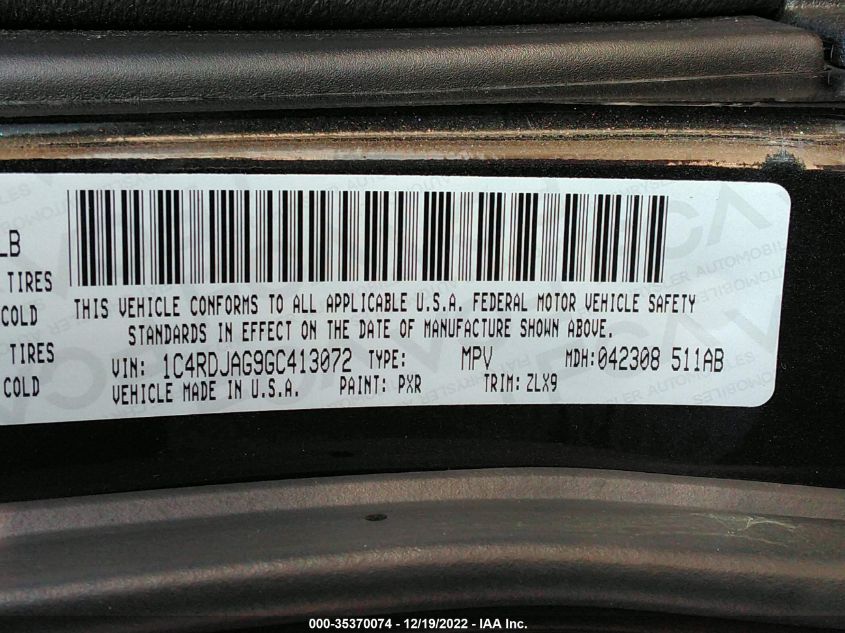 LB
TIRES
COLD
TIRES
COLD
THIS VEHICLE CONFORMS TO ALL APPLICABLE U.S.A. FEDERAL MOTOR VEHICLE SAFETY
STANDARDS IN EFFECT ON THE DATE OF MANUFACTURE SHOWN ABOVE.
VIN: 1C4RDJAG9GC413072 TYPE: MPV MDH:042308 511AB
VEHICLE MADE IN U.S.A. PAINT: PXR TRIM: ZLX9
000-35370074 - 12/19/2022 - IAA Inc.